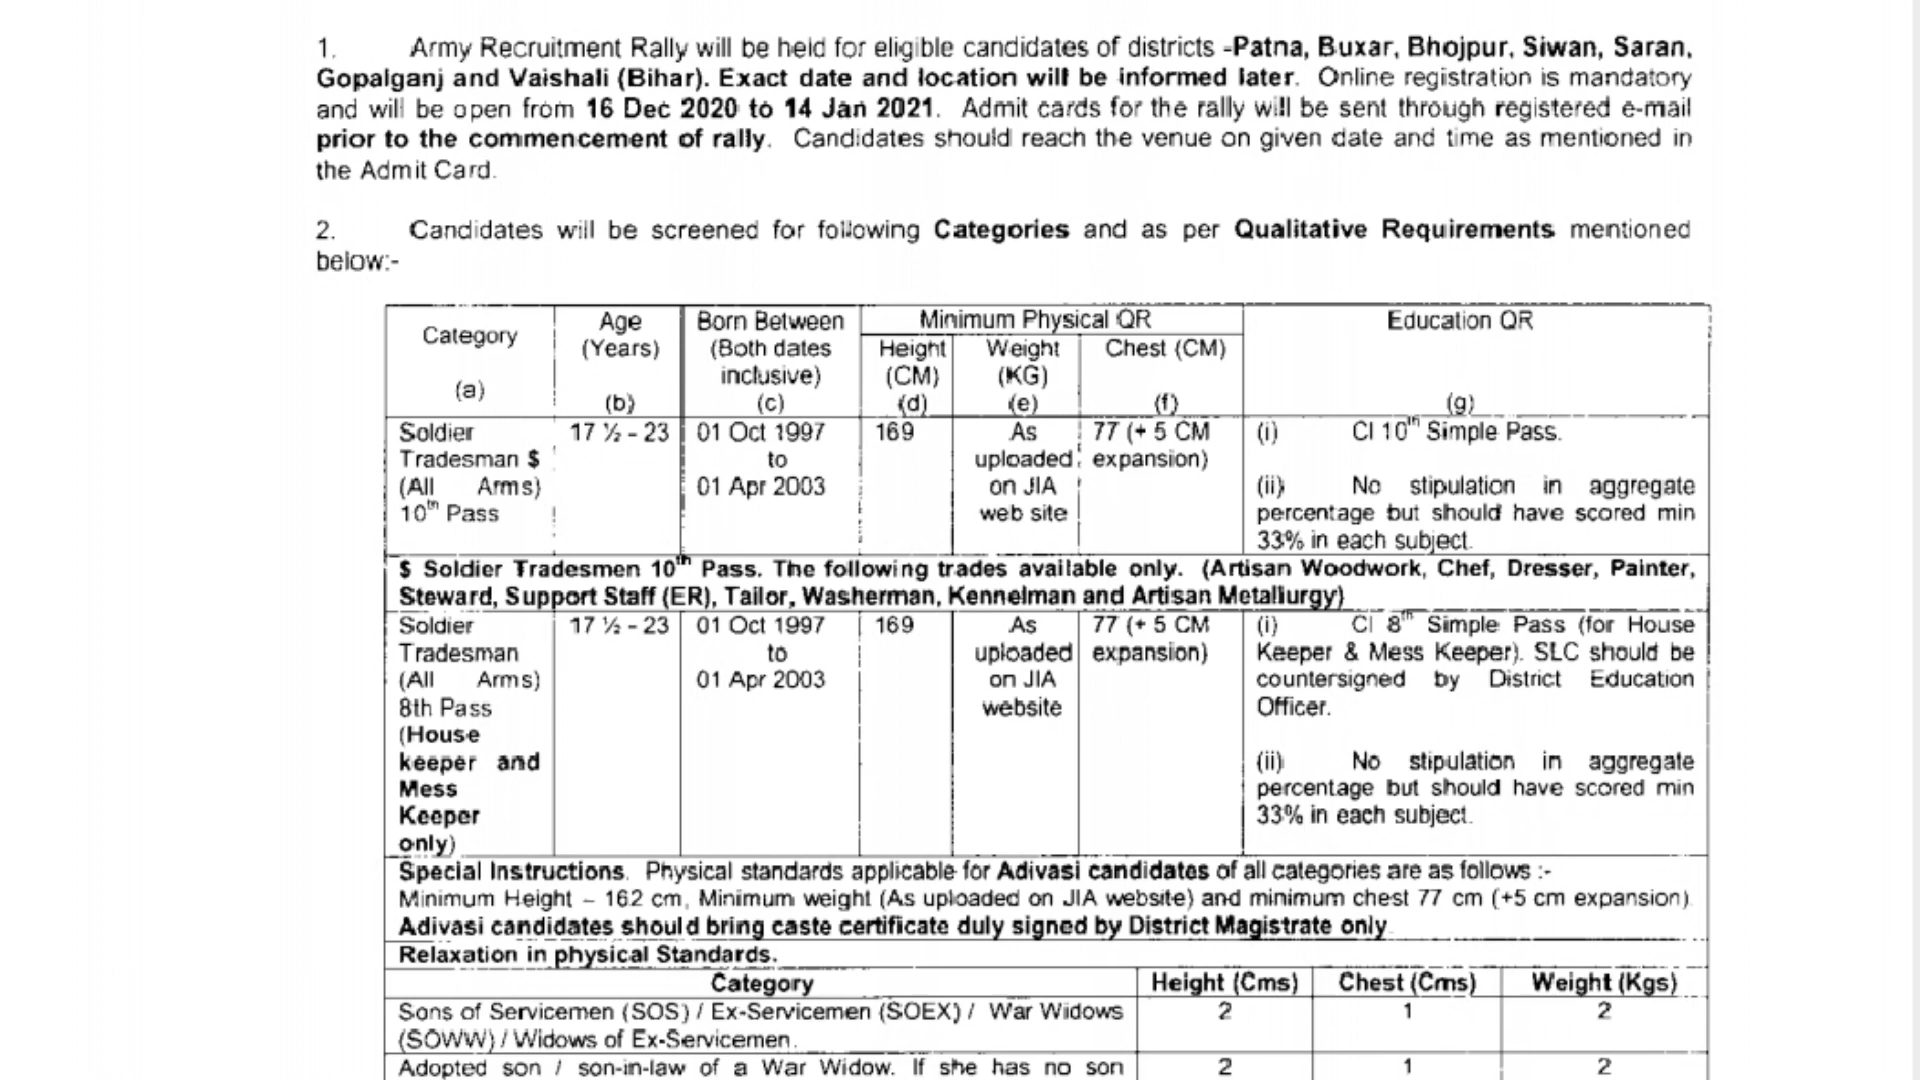 1. Army Recruitment Rally will be held for eligible candidates of districts -Patna, Buxar, Bhojpur, Siwan, Saran,
Gopalganj and Vaishali (Bihar). Exact date and location will be informed later. Online registration is mandatory
and will be open from 16 Dec 2020 to 14 Jan 2021. Admit cards for the rally will be sent through registered e-mail
prior to the commencement of rally. Candidates should reach the venue on given date and time as mentioned in
the Admit Card.
2. Candidates will be screened for following Categories and as per Qualitative Requirements mentioned
below:-
Category
(a)
Age
(Years)
(b)
Born Between
(Both dates
inclusive)
(c)
Minimum Physical QR
Height
(CM)
(d)
Weight
(KG)
(e)
Chest (CM)
(f)
Education QR
(g)
Soldier
Tradesman $
(All Arms)
10th Pass
17 ½ - 23
01 Oct 1997
to
01 Apr 2003
169
As
uploaded
on JIA
web site
77 (+ 5 CM
expansion)
(i) Cl 10th Simple Pass.
(ii) No stipulation in aggregate
percentage but should have scored min
33% in each subject.
$ Soldier Tradesmen 10th Pass. The following trades available only. (Artisan Woodwork, Chef, Dresser, Painter,
Steward, Support Staff (ER), Tailor, Washerman, Kennelman and Artisan Metallurgy)
Soldier
Tradesman
(All Arms)
8th Pass
(House
keeper and
Mess
Keeper
only)
17 ½ - 23
01 Oct 1997
to
01 Apr 2003
169
As
uploaded
on JIA
website
77 (+ 5 CM
expansion)
(i) Cl 8th Simple Pass (for House
Keeper & Mess Keeper). SLC should be
countersigned by District Education
Officer.
(ii) No stipulation in aggregate
percentage but should have scored min
33% in each subject.
Special Instructions. Physical standards applicable for Adivasi candidates of all categories are as follows :-
Minimum Height – 162 cm, Minimum weight (As uploaded on JIA website) and minimum chest 77 cm (+5 cm expansion)
Adivasi candidates should bring caste certificate duly signed by District Magistrate only
Relaxation in physical Standards.
Category Height (Cms) Chest (Cms) Weight (Kgs)
Sons of Servicemen (SOS) / Ex-Servicemen (SOEX) / War Widows 2 1 2
(SOWW) / Widows of Ex-Servicemen.
Adopted son / son-in-law of a War Widow. If she has no son 2 1 2